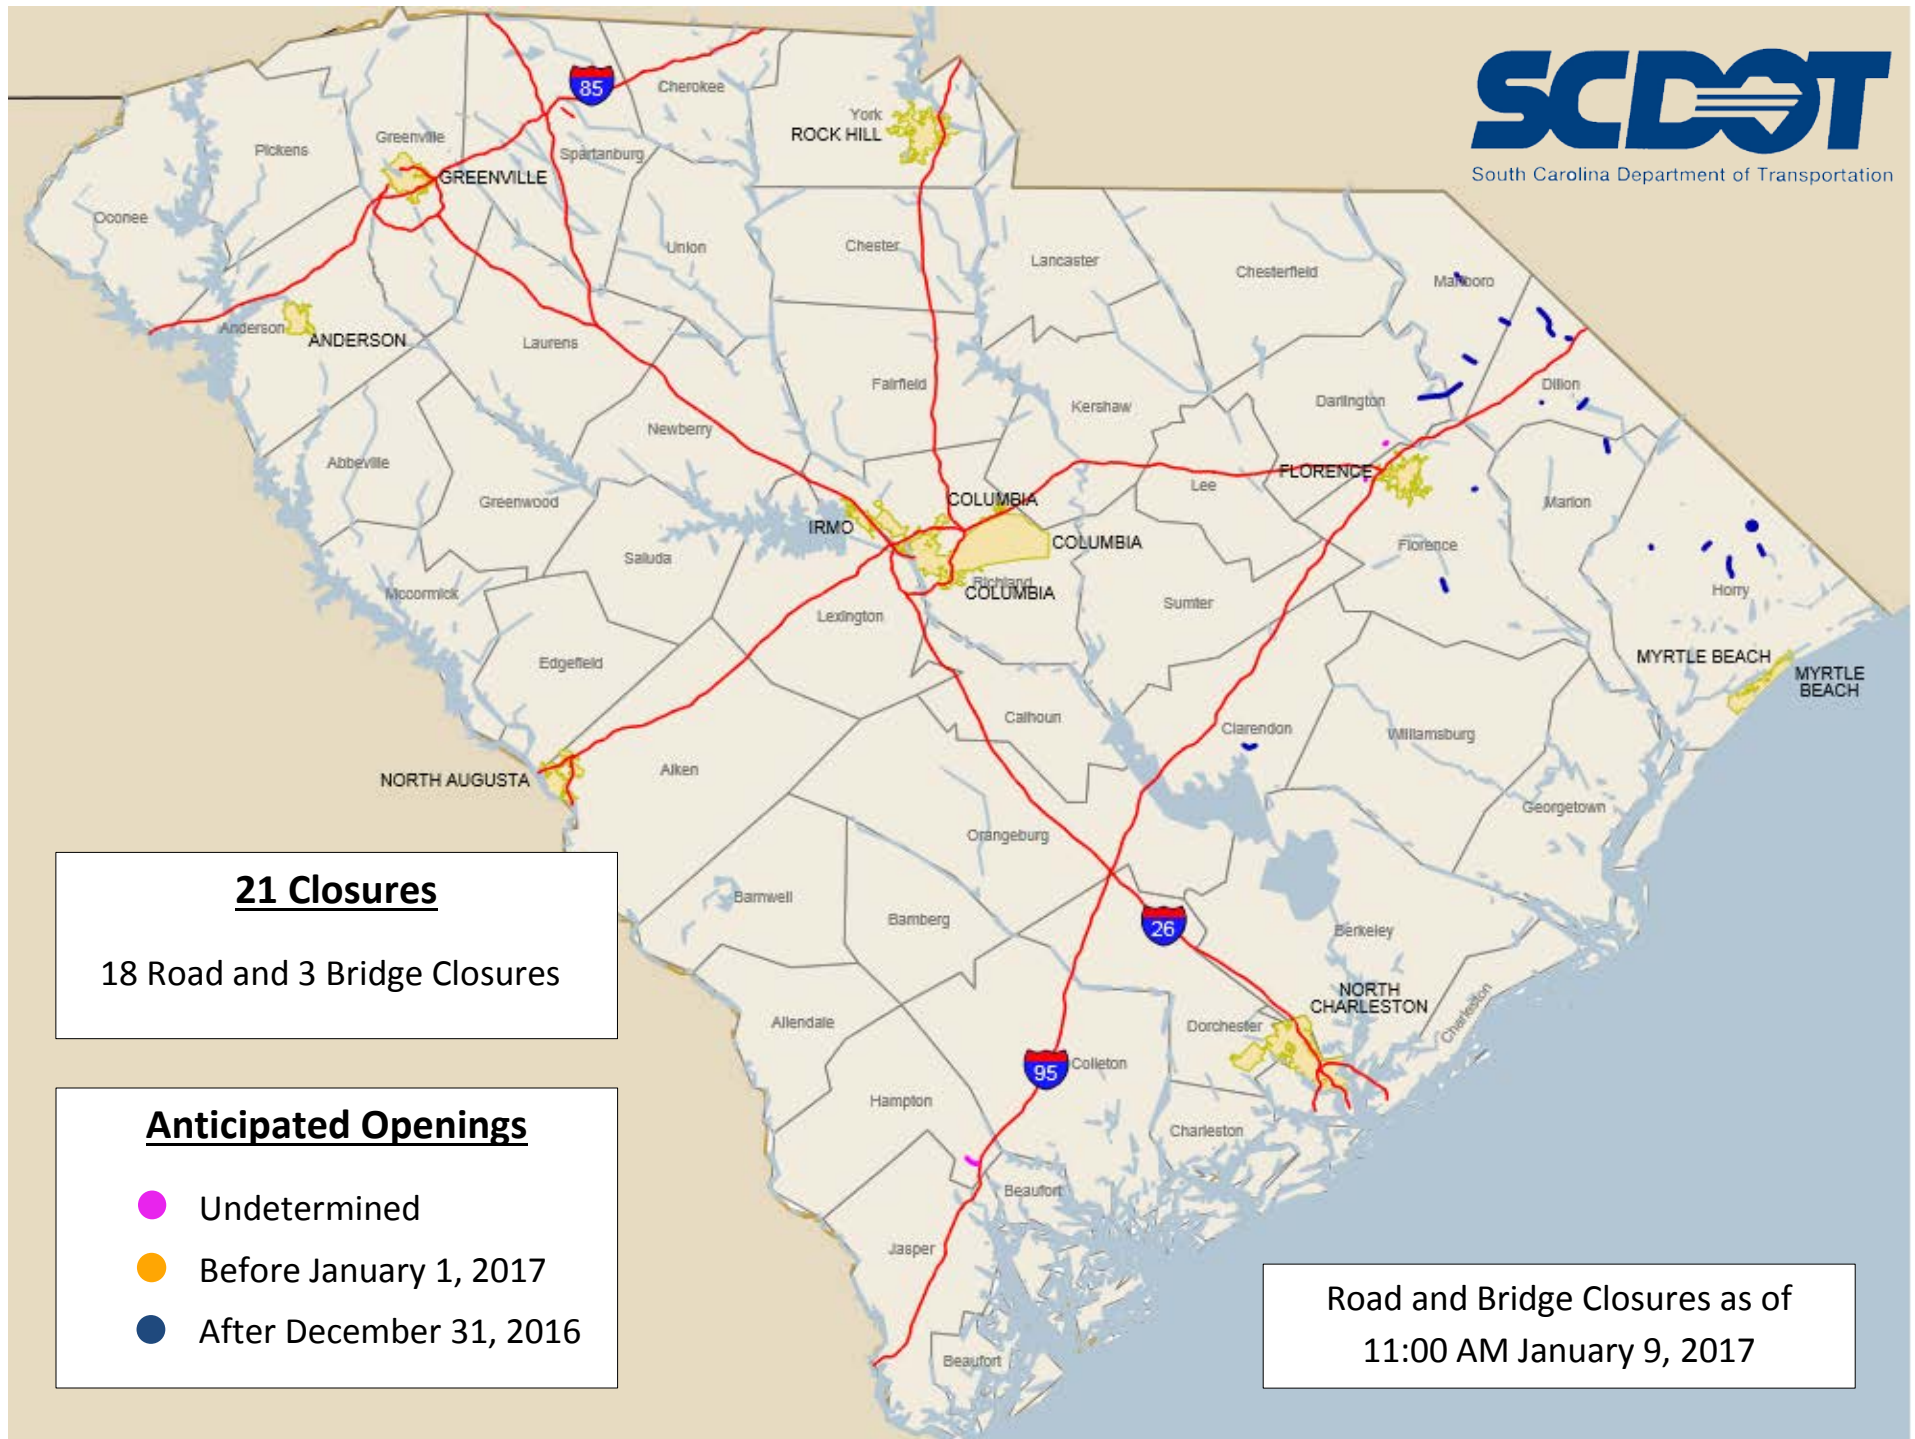 SCDOT
South Carolina Department of Transportation
85
Cherokee
York
ROCK HILL
Greenville
Pickens
Spartanburg
GREENVILLE
Oconee
Union
Chester
Lancaster
Chesterfield
Marlboro
Anderson
ANDERSON
Laurens
Fairfield
Kershaw
Darlington
Dillon
Newberry
Abbeville
Greenwood
FLORENCE
Lee
COLUMBIA
Marion
IRMO
COLUMBIA
Florence
Saluda
Richland
COLUMBIA
Mccormick
Lexington
Sumter
Horry
Edgefield
MYRTLE BEACH
MYRTLE
BEACH
Calhoun
Clarendon
Williamsburg
Aiken
NORTH AUGUSTA
Georgetown
Orangeburg
Barnwell
Bamberg
26
Berkeley
NORTH
CHARLESTON
Charleston
Allendale
Dorchester
95
Colleton
Hampton
Charleston
Beaufort
Jasper
Beaufort
21 Closures
18 Road and 3 Bridge Closures
Anticipated Openings
Undetermined
Before January 1, 2017
After December 31, 2016
Road and Bridge Closures as of
11:00 AM January 9, 2017